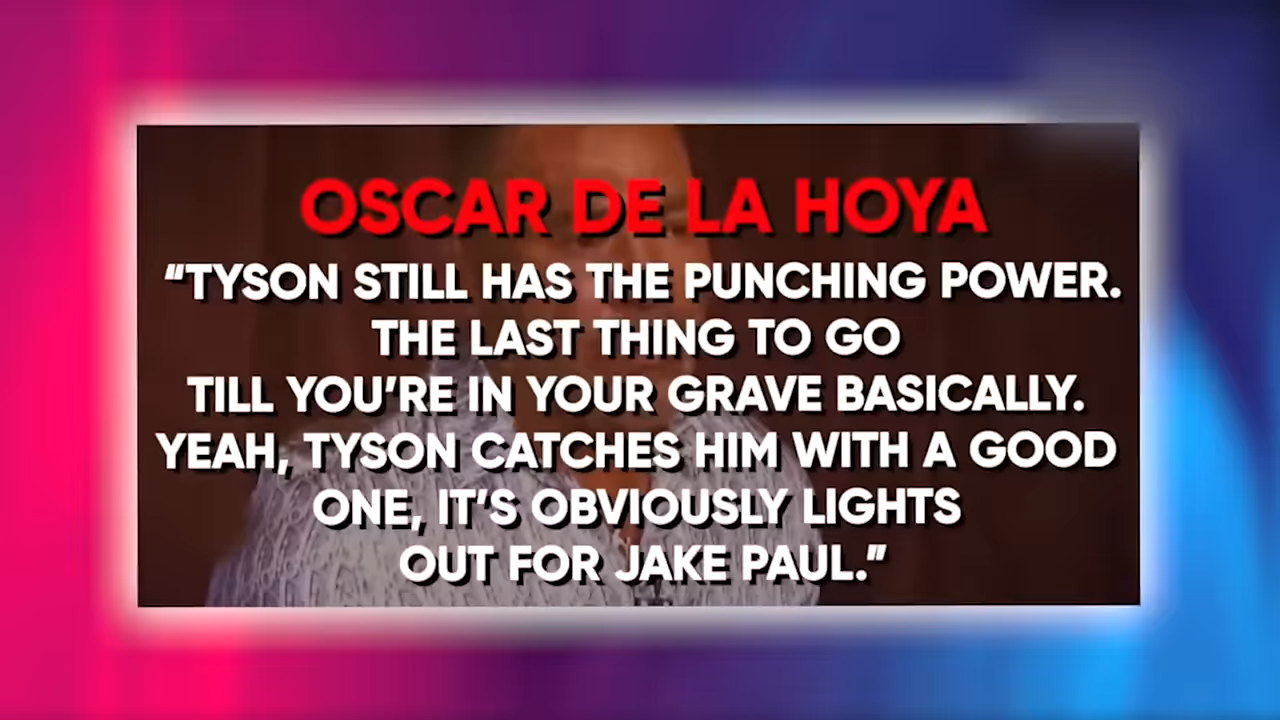 OSCAR DE LA HOYA
“TYSON STILL HAS THE PUNCHING POWER.
THE LAST THING TO GO
TILL YOU’RE IN YOUR GRAVE BASICALLY.
YEAH, TYSON CATCHES HIM WITH A GOOD
ONE, IT’S OBVIOUSLY LIGHTS
OUT FOR JAKE PAUL.”